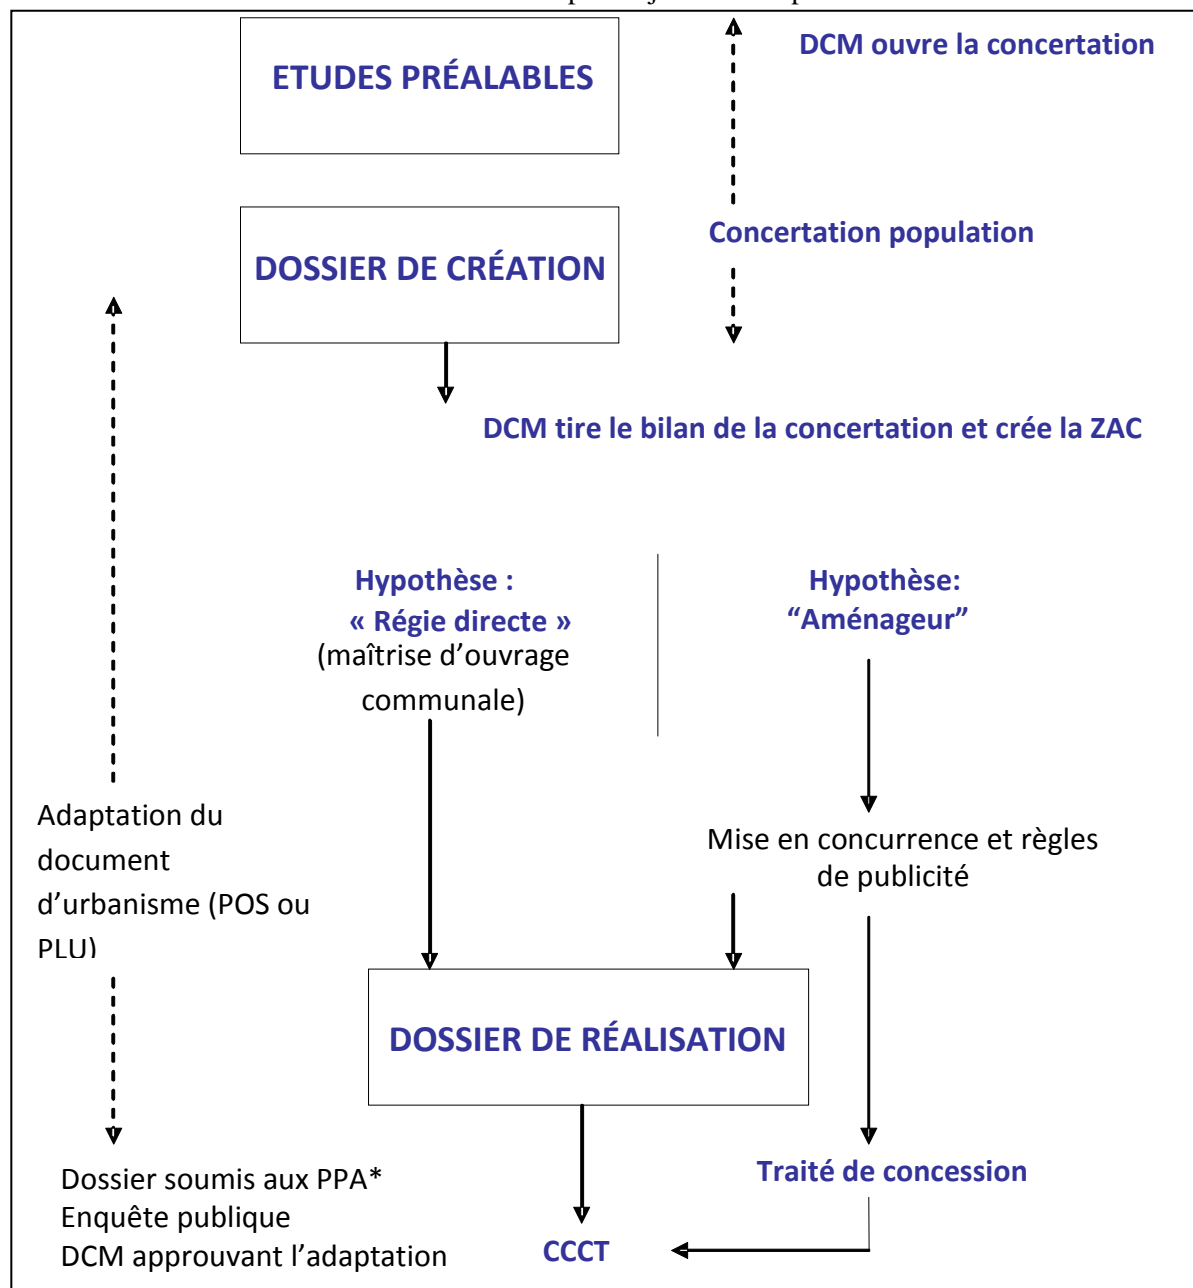 DCM ouvre la concertation
ETUDES PRÉALABLES
Concertation population
DOSSIER DE CRÉATION
DCM tire le bilan de la concertation et crée la ZAC
Hypothèse :
« Régie directe »
(maîtrise d’ouvrage
communale)
Hypothèse:
“Aménageur”
Adaptation du
document
d’urbanisme (POS ou
PLU)
Mise en concurrence et règles
de publicité
DOSSIER DE RÉALISATION
Traité de concession
Dossier soumis aux PPA*
Enquête publique
DCM approuvant l’adaptation
CCCT